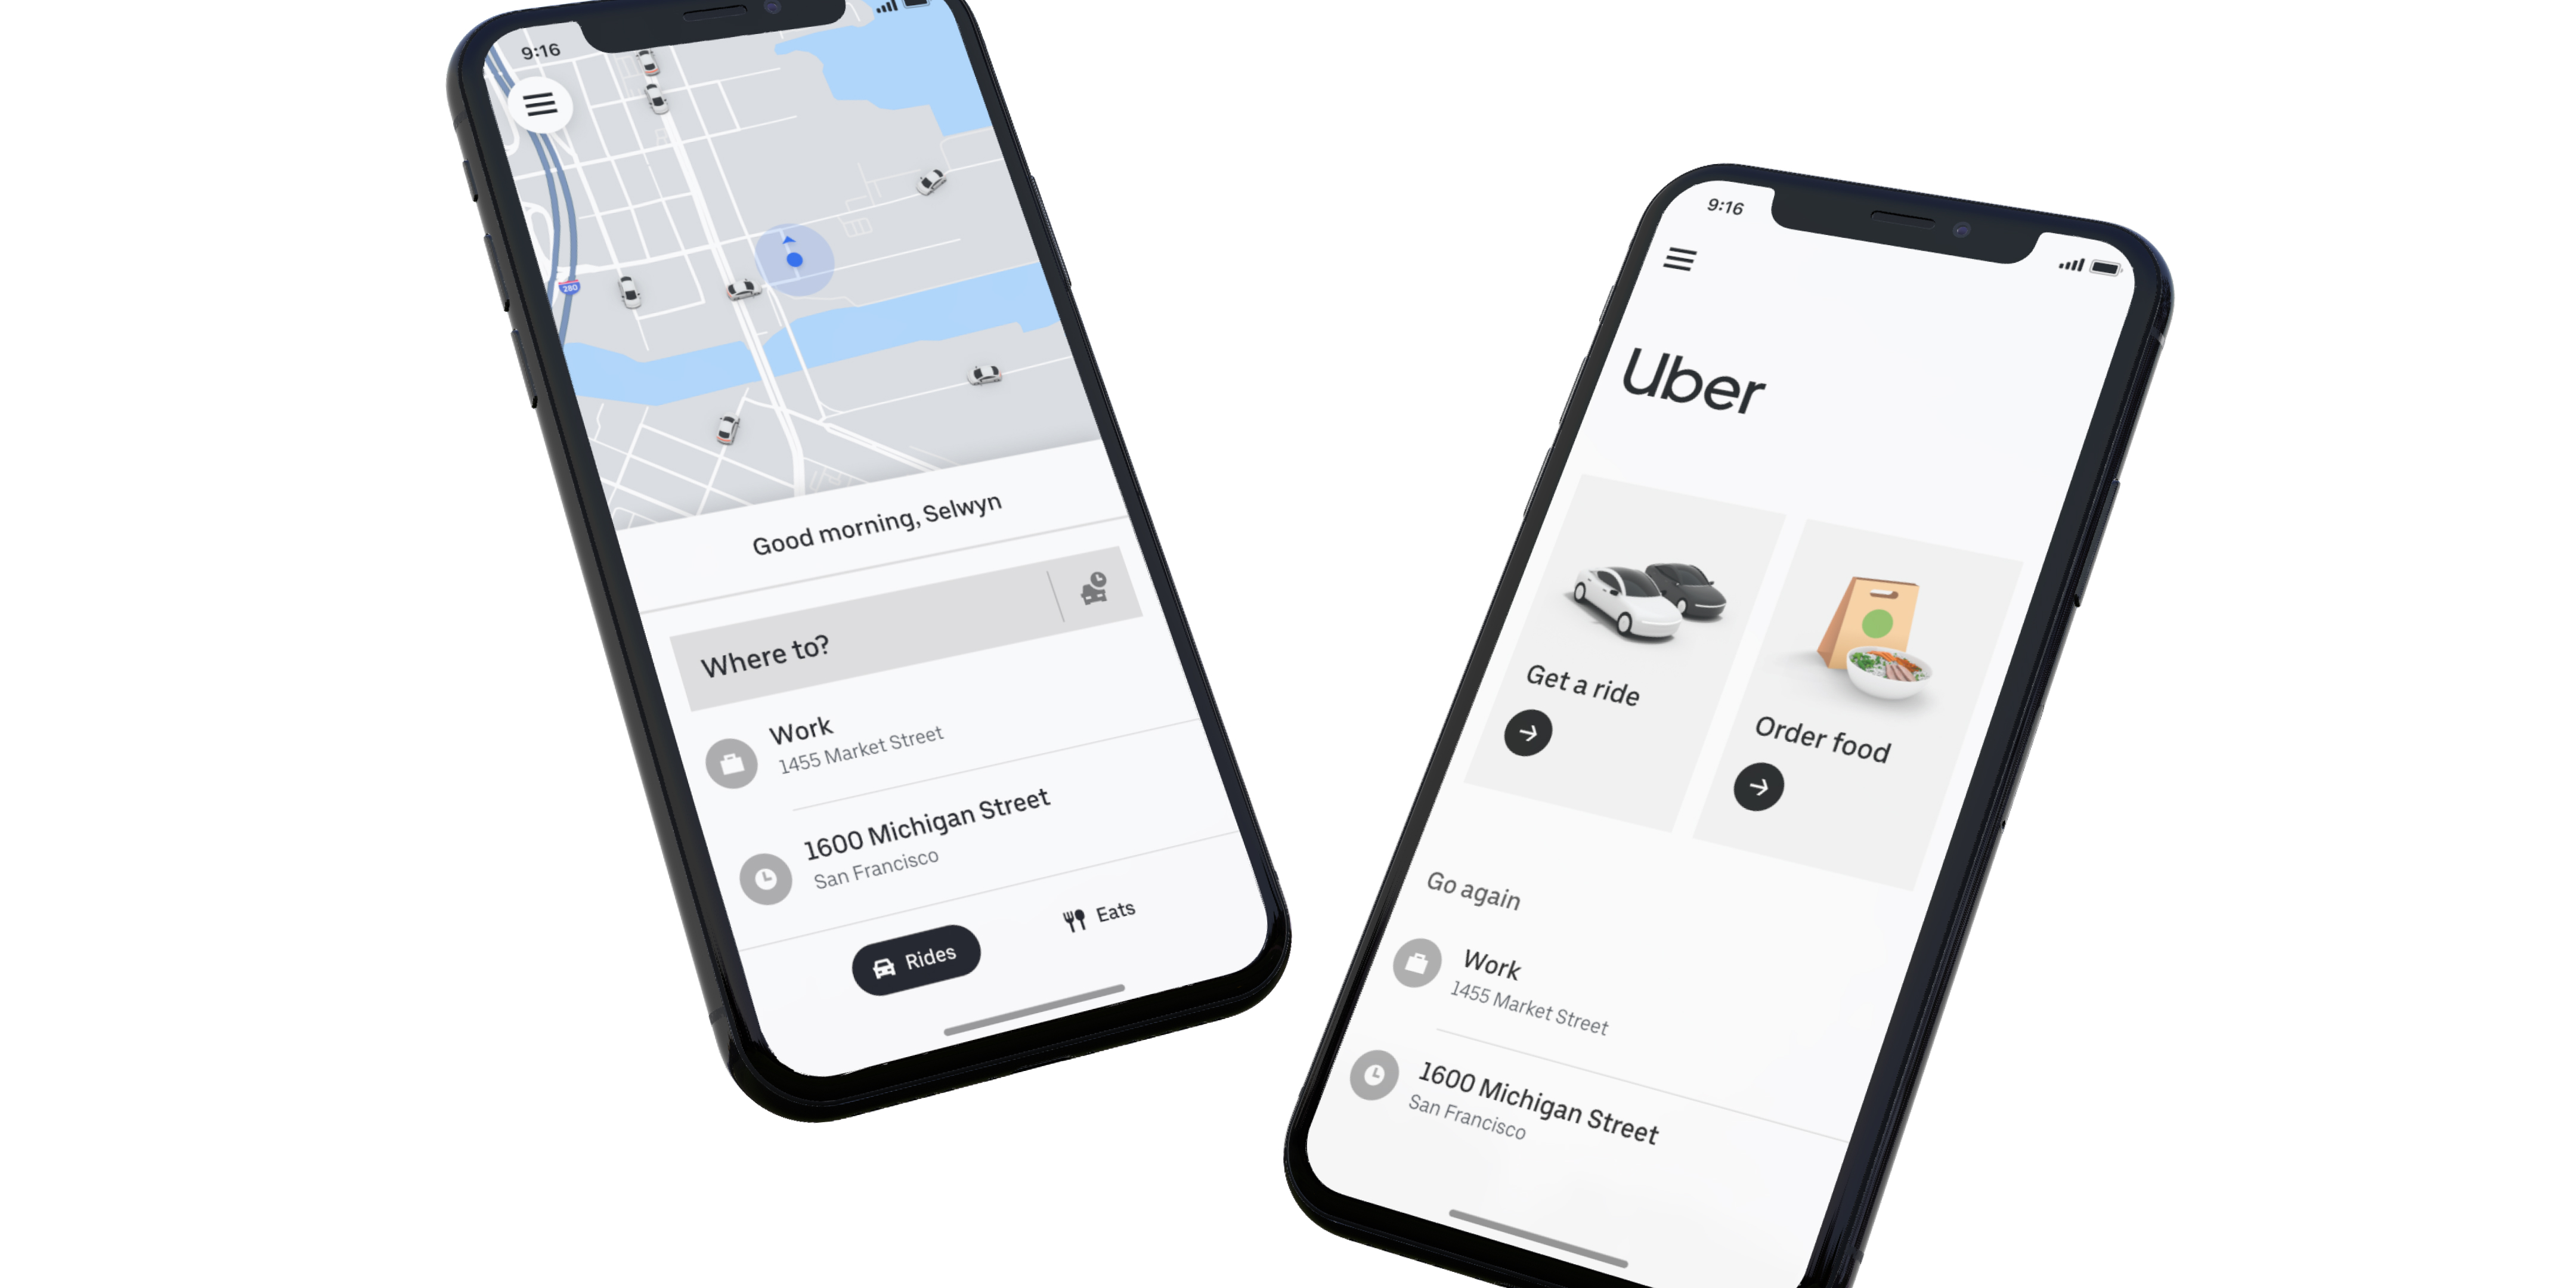 9:16
280
Good morning, Selwyn
Where to?
Work
1455 Market Street
1600 Michigan Street
San Francisco
Rides
Eats
9:16
Uber
Get a ride
Order food
Go again
Work
1455 Market Street
1600 Michigan Street
San Francisco